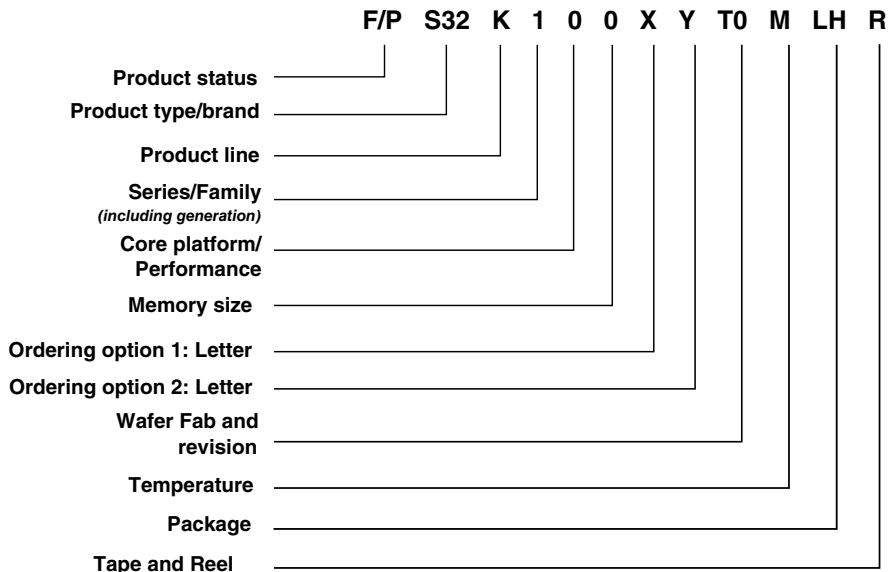 F/P S32 K 1 0 0 X Y T0 M LH R
Product status
Product type/brand
Product line
Series/Family
(including generation)
Core platform/
Performance
Memory size
Ordering option 1: Letter
Ordering option 2: Letter
Wafer Fab and
revision
Temperature
Package
Tape and Reel